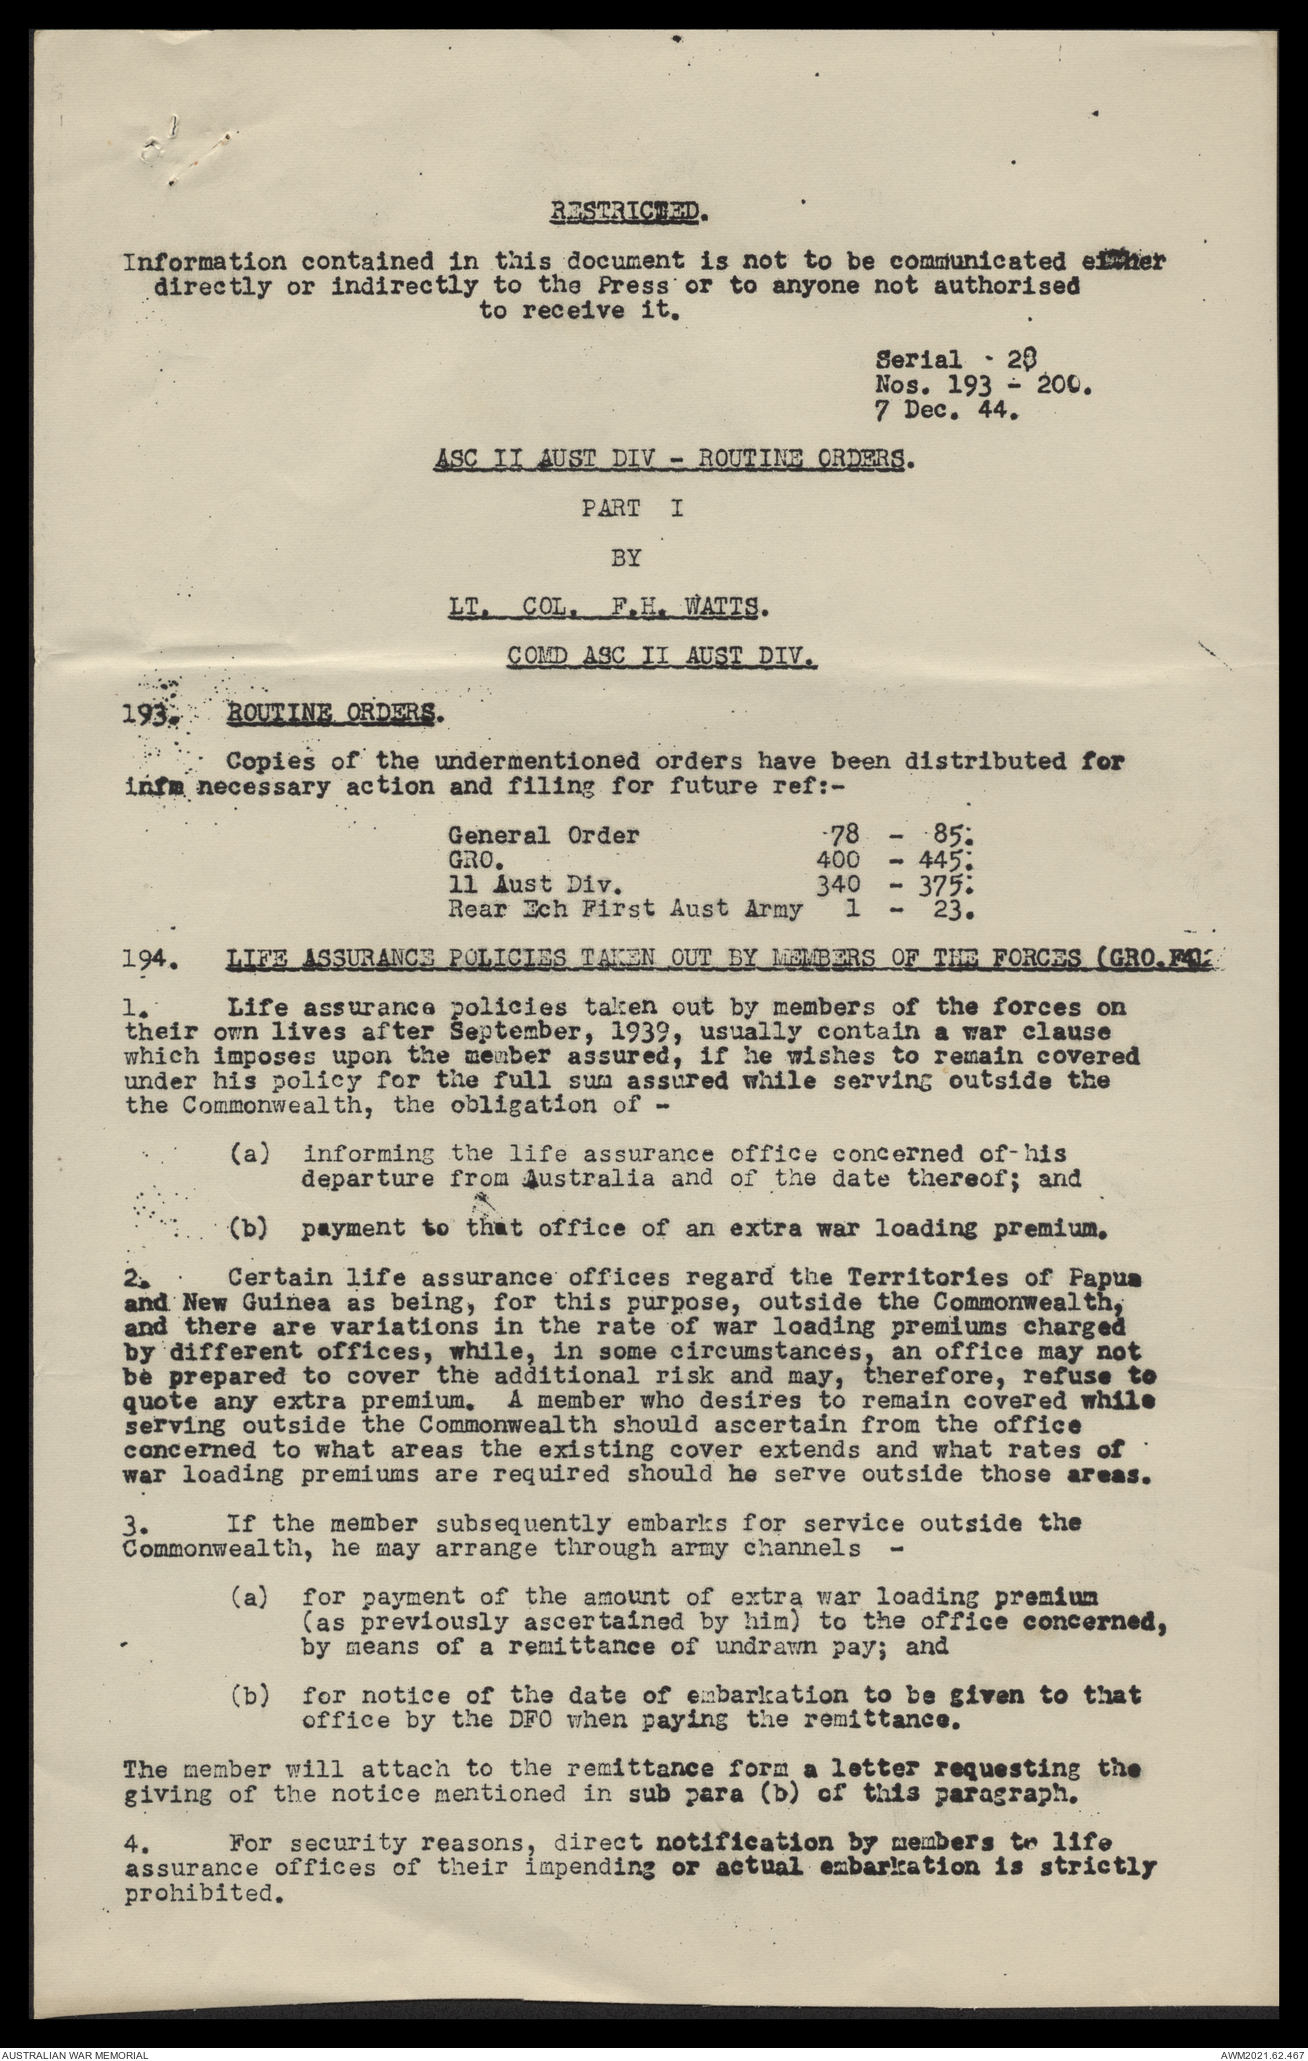 RESTRICTED.
Information contained in this document is not to be communicated either
directly or indirectly to the Press or to anyone not authorised
to receive it.
Serial - 28
Nos. 193 - 200.
7 Dec. 44.
ASC II AUST DIV - ROUTINE ORDERS.
PART I
BY
LT. COL. F.H. WATTS.
COMD ASC II AUST DIV.
193. ROUTINE ORDERS.
Copies of the undermentioned orders have been distributed for
infm necessary action and filing for future ref:-
General Order 78 - 85:
GRO. 400 - 445:
11 Aust Div. 340 - 375:
Rear Ech First Aust Army 1 - 23.
194. LIFE ASSURANCE POLICIES TAKEN OUT BY MEMBERS OF THE FORCES (GRO.
1. Life assurance policies taken out by members of the forces on
their own lives after September, 1939, usually contain a war clause
which imposes upon the member assured, if he wishes to remain covered
under his policy for the full sum assured while serving outside the
the Commonwealth, the obligation of -
(a) informing the life assurance office concerned of his
departure from Australia and of the date thereof; and
(b) payment to that office of an extra war loading premium.
2. Certain life assurance offices regard the Territories of Papua
and New Guinea as being, for this purpose, outside the Commonwealth,
and there are variations in the rate of war loading premiums charged
by different offices, while, in some circumstances, an office may not
be prepared to cover the additional risk and may, therefore, refuse to
quote any extra premium. A member who desires to remain covered while
serving outside the Commonwealth should ascertain from the office
concerned to what areas the existing cover extends and what rates of
war loading premiums are required should he serve outside those areas.
3. If the member subsequently embarks for service outside the
Commonwealth, he may arrange through army channels -
(a) for payment of the amount of extra war loading premium
(as previously ascertained by him) to the office concerned,
by means of a remittance of undrawn pay; and
(b) for notice of the date of embarkation to be given to that
office by the DFO when paying the remittance.
The member will attach to the remittance form a letter requesting the
giving of the notice mentioned in sub para (b) of this paragraph.
4. For security reasons, direct notification by members to life
assurance offices of their impending or actual embarkation is strictly
prohibited.
AUSTRALIAN WAR MEMORIAL
AWM2021.62.467